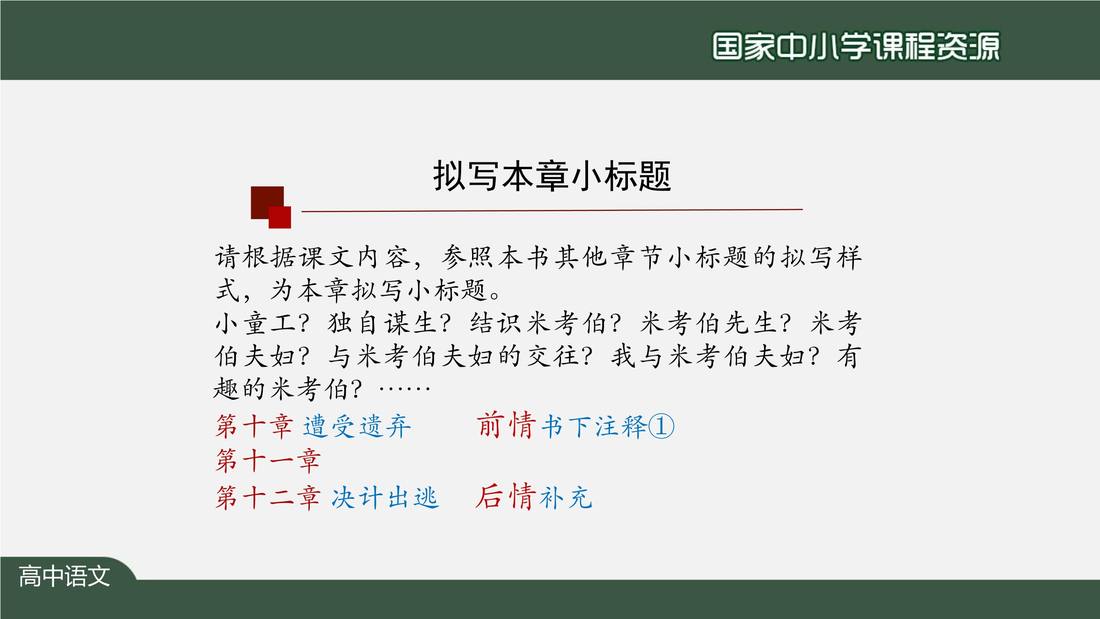 国家中小学课程资源
拟写本章小标题
请根据课文内容，参照本书其他章节小标题的拟写样
式，为本章拟写小标题。
小童工？独自谋生？结识米考伯？米考伯先生？米考
伯夫妇？与米考伯夫妇的交往？我与米考伯夫妇？有
趣的米考伯？……
第十章 遭受遗弃 前情书下注释①
第十一章
第十二章 决计出逃 后情补充
高中语文